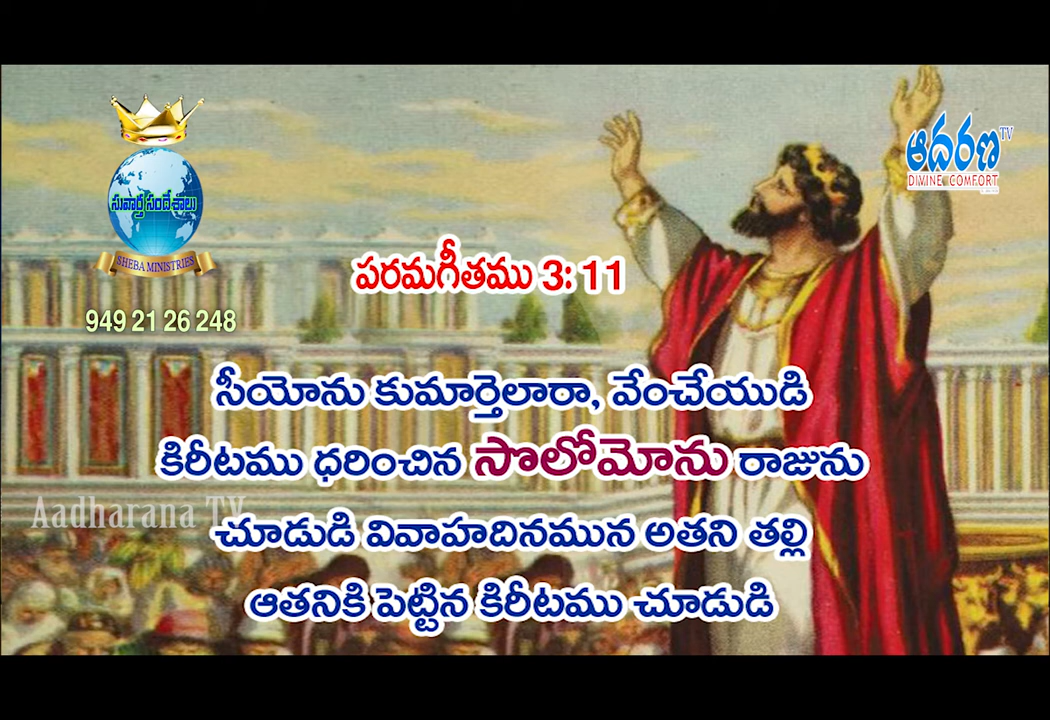 సువార్త సందేశాలు
SHEBA MINISTRIES
949 21 26 248
ఆదరణ TV
DIVINE COMFORT
పరమగీతము 3: 11
సీయోను కుమార్తెలారా, వేంచేయుడి
కిరీటము ధరించిన సొలోమోను రాజును
చూడుడి వివాహదినమున అతని తల్లి
ఆతనికి పెట్టిన కిరీటము చూడుడి
Aadharana TV